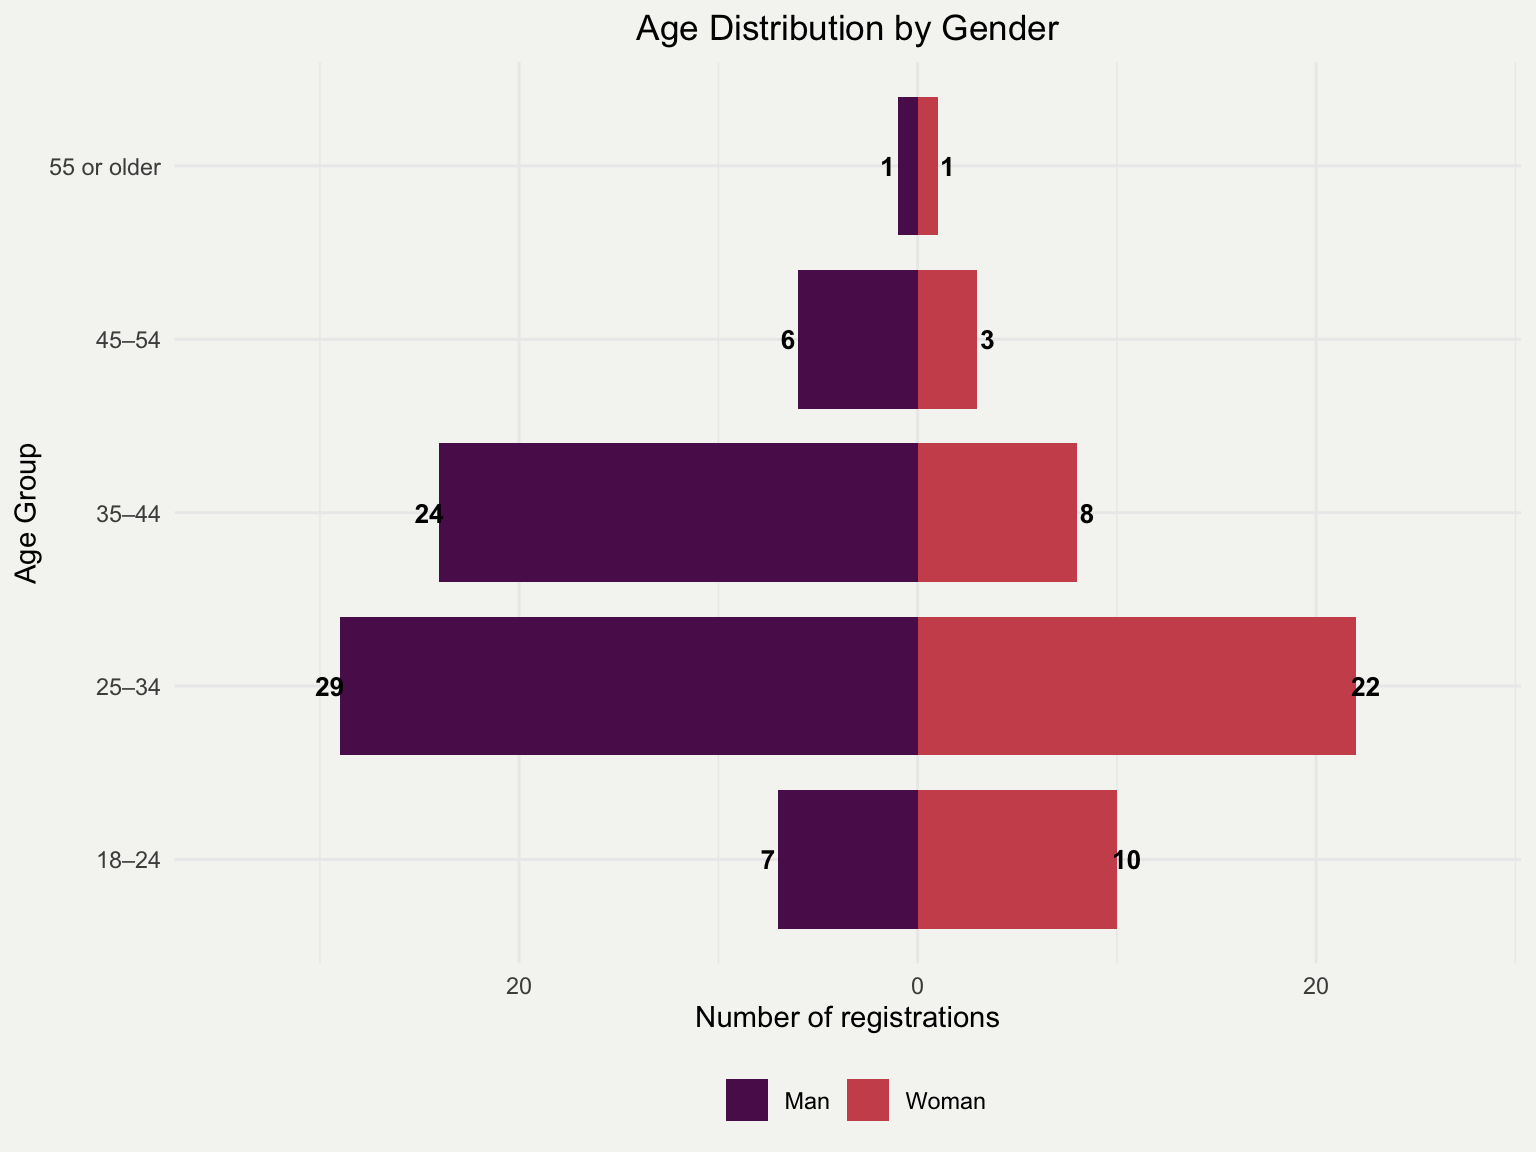 Age Distribution by Gender
55 or older
1
1
45–54
6
3
Age Group
35–44
24
8
25–34
29
22
18–24
7
10
20
0
20
Number of registrations
Man
Woman